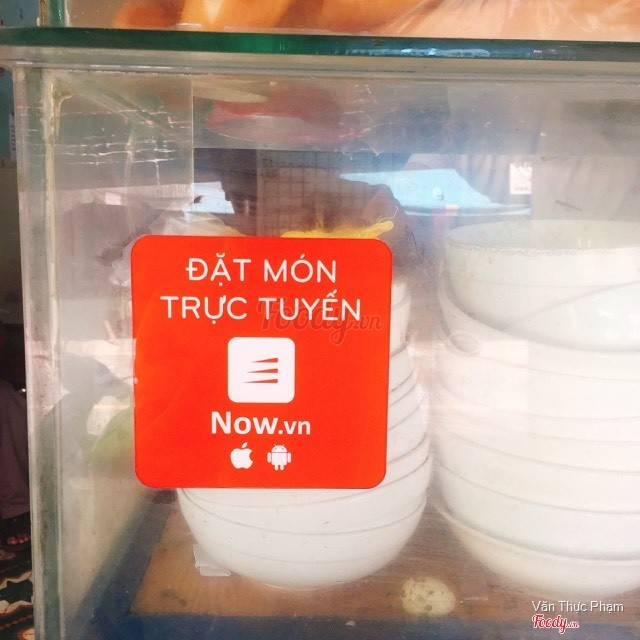 ĐẶT MÓN
TRỰC TUYẾN
Foody.vn
Now.vn
Văn Thực Phạm
Foody.vn